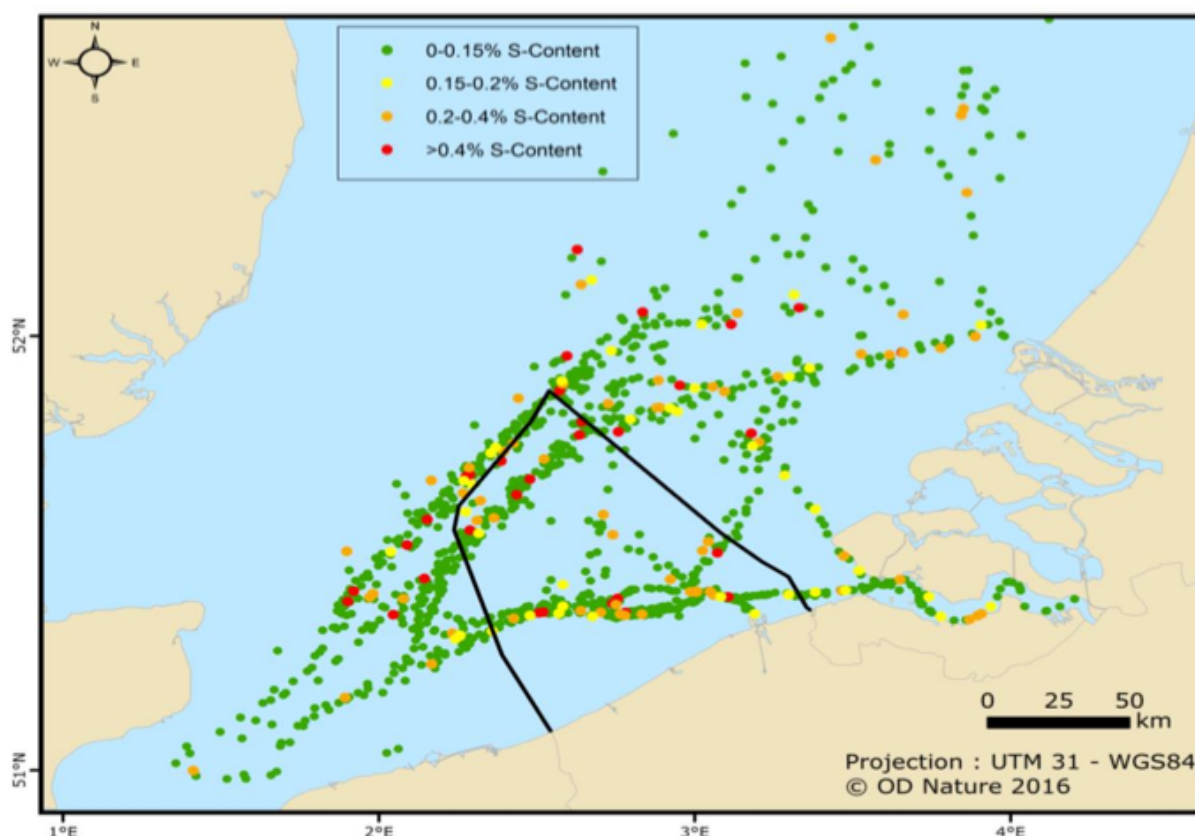 N
W E
S
0-0.15% S-Content
0.15-0.2% S-Content
0.2-0.4% S-Content
>0.4% S-Content
52°N
51°N
0 25 50
km
Projection : UTM 31 - WGS84
© OD Nature 2016
1°E 2°E 3°E 4°E